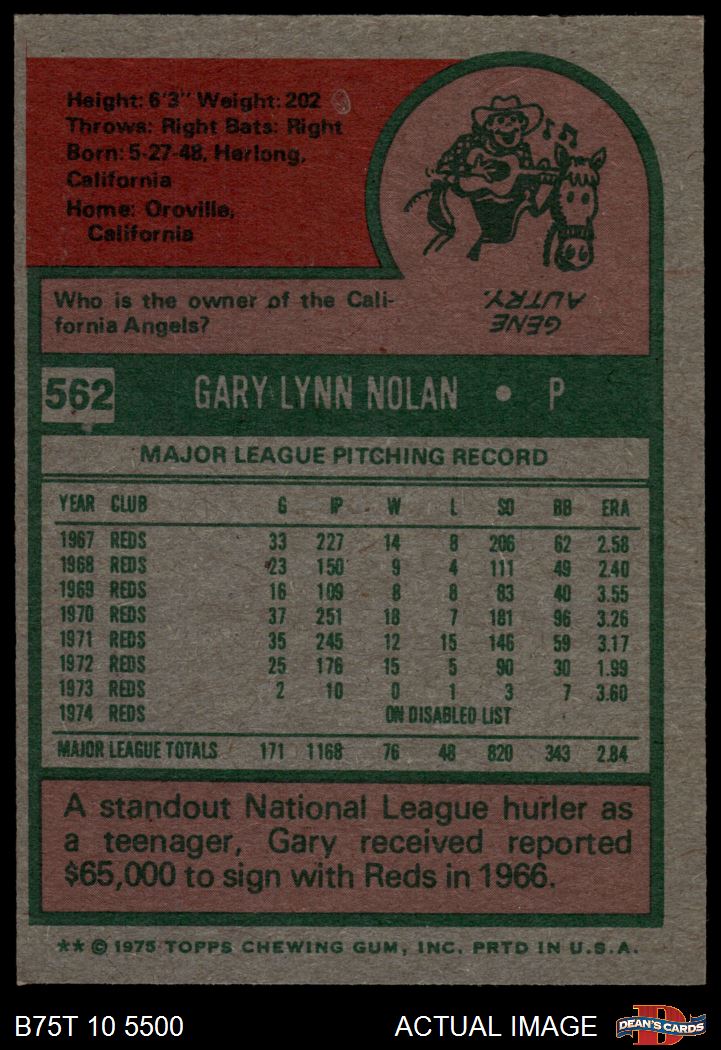 Height: 6'3" Weight: 202
Throws: Right Bats: Right
Born: 5-27-48, Herlong,
California
Home: Oroville,
California
Who is the owner of the Cali-
fornia Angels?
GENE
AUTRY.
562 GARY LYNN NOLAN • P
MAJOR LEAGUE PITCHING RECORD
YEAR CLUB G IP W L SO BB ERA
1967 REDS 33 227 14 8 206 62 2.58
1968 REDS 23 150 9 4 111 49 2.40
1969 REDS 16 109 8 8 83 40 3.55
1970 REDS 37 251 18 7 181 96 3.26
1971 REDS 35 245 12 15 146 59 3.17
1972 REDS 25 176 15 5 90 30 1.99
1973 REDS 2 10 0 1 3 7 3.60
1974 REDS ON DISABLED LIST
MAJOR LEAGUE TOTALS 171 1168 76 48 820 343 2.84
A standout National League hurler as
a teenager, Gary received reported
$65,000 to sign with Reds in 1966.
** © 1975 TOPPS CHEWING GUM, INC. PRTD IN U.S.A.
B75T 10 5500 ACTUAL IMAGE DEAN'S CARDS